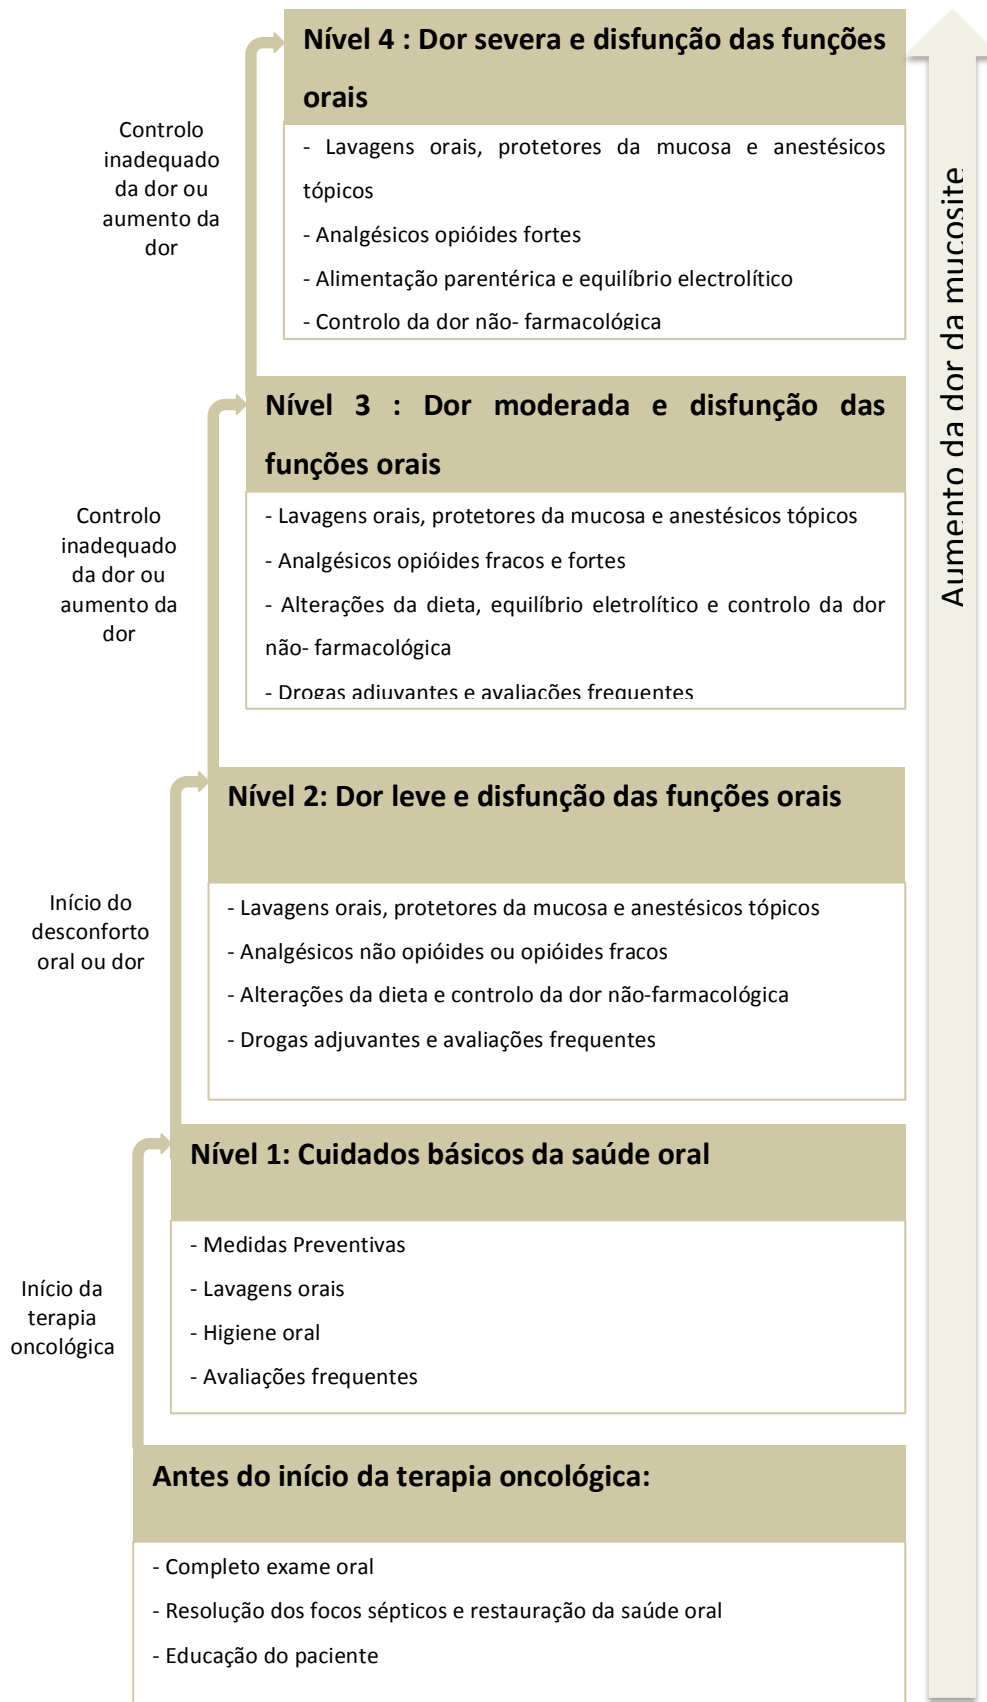 Nível 4 : Dor severa e disfunção das funções
orais
Controlo
inadequado
da dor ou
aumento da
dor
- Lavagens orais, protetores da mucosa e anestésicos
tópicos
- Analgésicos opióides fortes
- Alimentação parentérica e equilíbrio electrolítico
- Controlo da dor não- farmacológica
Aumento da dor da mucosite
Nível 3 : Dor moderada e disfunção das
funções orais
Controlo
inadequado
da dor ou
aumento da
dor
- Lavagens orais, protetores da mucosa e anestésicos tópicos
- Analgésicos opióides fracos e fortes
- Alterações da dieta, equilíbrio eletrolítico e controlo da dor
não- farmacológica
- Drogas adjuvantes e avaliações frequentes
Nível 2: Dor leve e disfunção das funções orais
Início do
desconforto
oral ou dor
- Lavagens orais, protetores da mucosa e anestésicos tópicos
- Analgésicos não opióides ou opióides fracos
- Alterações da dieta e controlo da dor não-farmacológica
- Drogas adjuvantes e avaliações frequentes
Nível 1: Cuidados básicos da saúde oral
Início da
terapia
oncológica
- Medidas Preventivas
- Lavagens orais
- Higiene oral
- Avaliações frequentes
Antes do início da terapia oncológica:
- Completo exame oral
- Resolução dos focos sépticos e restauração da saúde oral
- Educação do paciente